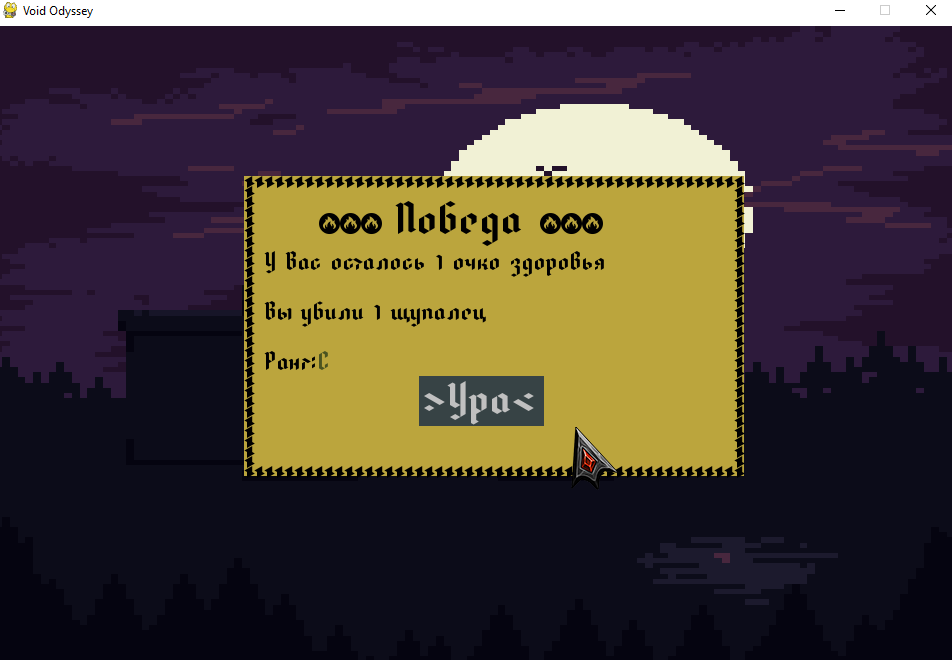 Void Odyssey
Победа
У Вас осталось 1 очко здоровья
Вы убили 1 щупалец
Ранг:C
>Ура<